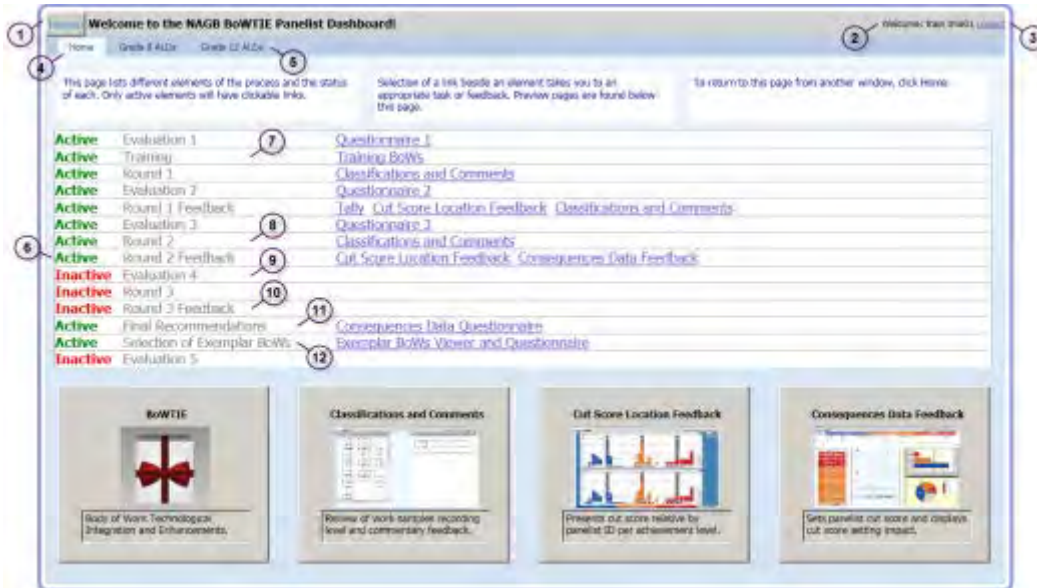 Welcome to the NAGB BoWTIE Panelist Dashboard!
1
2
Welcome:
3
Home Grade 8 ALDs Grade 12 ALDs
4
5
This page lists different elements of the process and the status
of each. Only active elements will have clickable links.
Selection of a link beside an element takes you to an
appropriate task or feedback. Preview pages are found below
this page.
To return to this page from another window, click Home.
Active Evaluation 1 7 Questionnaire 1
Active Training Training BoWs
Active Round 1 Classifications and Comments
Active Evaluation 2 Questionnaire 2
Active Round 1 Feedback Tally Cut Score Location Feedback Classifications and Comments
Active Evaluation 3 8 Questionnaire 3
Active Round 2 Classifications and Comments
6 Active Round 2 Feedback 9 Cut Score Location Feedback Consequences Data Feedback
Inactive Evaluation 4
Inactive Round 3 10
Inactive Round 3 Feedback 11
Active Final Recommendations Consequences Data Questionnaire
Active Selection of Exemplar BoWs 12 Exemplar BoWs Viewer and Questionnaire
Inactive Evaluation 5
BoWTIE
Body of Work Technological
Integration and Enhancements.
Classifications and Comments
Review of work samples recording
level and commentary feedback.
Cut Score Location Feedback
Presents cut score relative by
panelist ID per achievement level.
Consequences Data Feedback
Sets panelist cut score and displays
cut score setting impact.